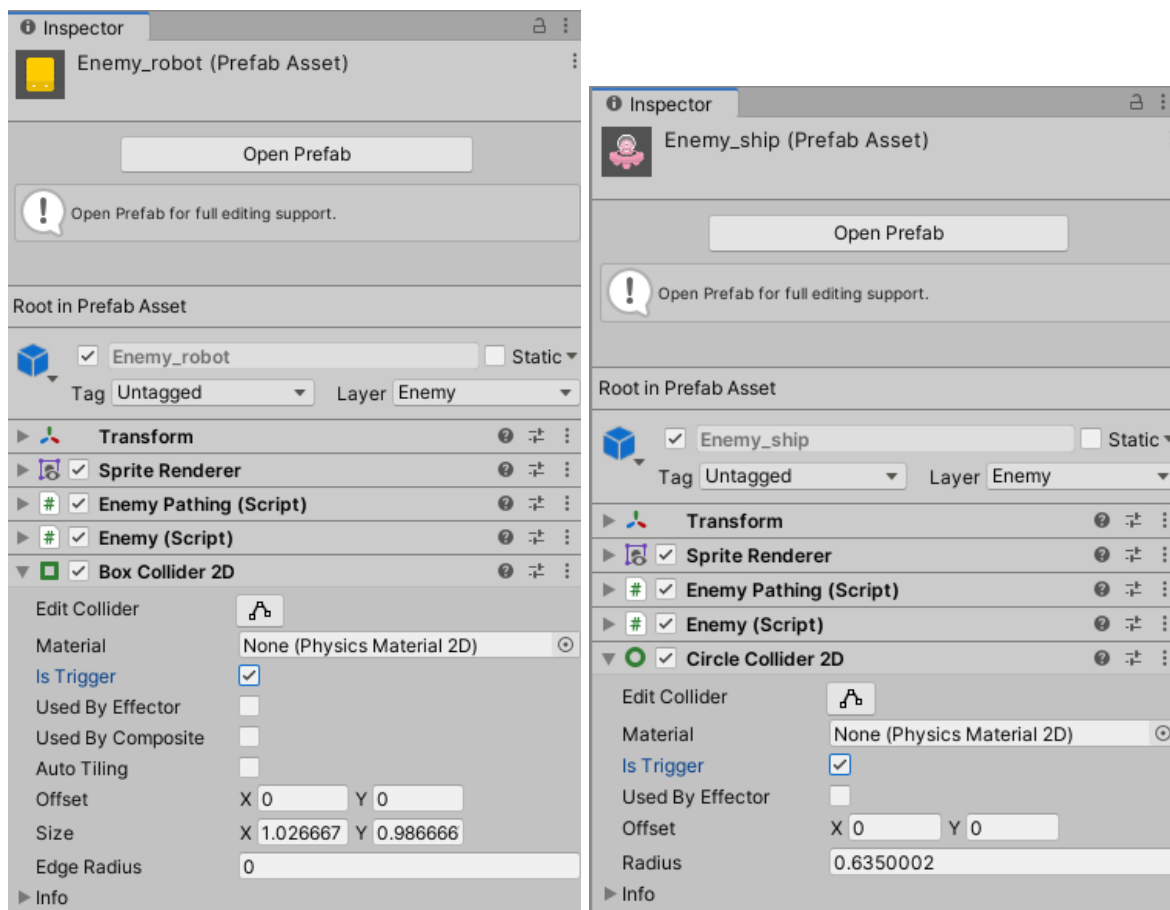 Inspector
Enemy_robot (Prefab Asset)
Open Prefab
Open Prefab for full editing support.
Root in Prefab Asset
Enemy_robot
Static
Tag Untagged Layer Enemy
Transform
Sprite Renderer
# Enemy Pathing (Script)
# Enemy (Script)
Box Collider 2D
Edit Collider
Material None (Physics Material 2D)
Is Trigger
Used By Effector
Used By Composite
Auto Tiling
Offset X 0 Y 0
Size X 1.026667 Y 0.986666
Edge Radius 0
Info
Inspector
Enemy_ship (Prefab Asset)
Open Prefab
Open Prefab for full editing support.
Root in Prefab Asset
Enemy_ship
Static
Tag Untagged Layer Enemy
Transform
Sprite Renderer
# Enemy Pathing (Script)
# Enemy (Script)
Circle Collider 2D
Edit Collider
Material None (Physics Material 2D)
Is Trigger
Used By Effector
Offset X 0 Y 0
Radius 0.6350002
Info